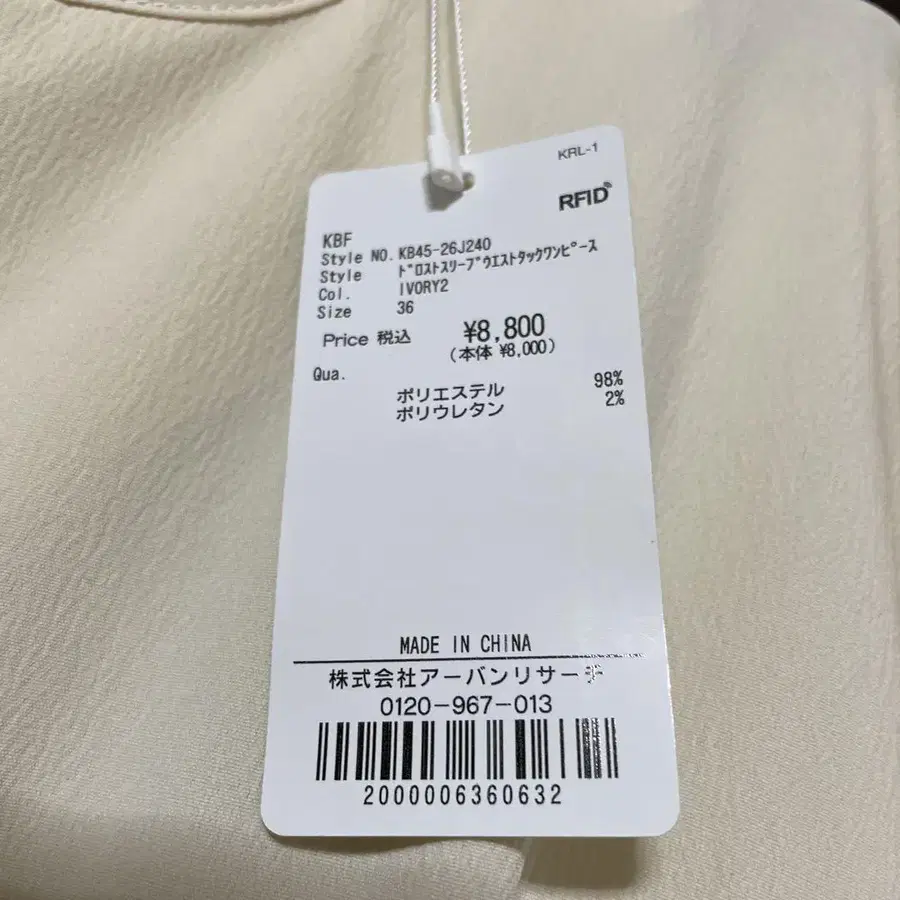 KRL-1
RFID
KBF
Style NO. KB45-26J240
Style ﾄﾞﾛｽﾄｽﾘｰﾌﾞｳｴｽﾄﾀｯｸﾜﾝﾋﾟｰｽ
Col. IVORY2
Size 36
Price 税込 ¥8,800
(本体 ¥8,000)
Qua.
ポリエステル 98%
ポリウレタン 2%
MADE IN CHINA
株式会社アーバンリサーチ
0120-967-013
2000006360632